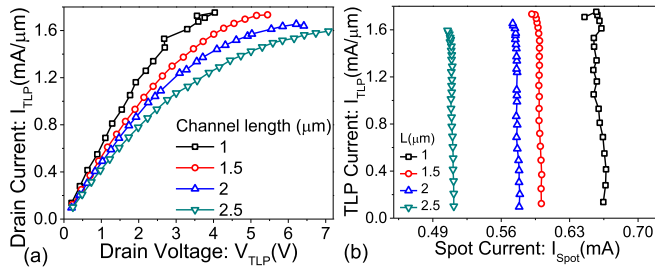 Drain Current: I_TLP(mA/μm)
1.6
1.2
0.8
0.4
0.0
0 1 2 3 4 5 6 7
Drain Voltage: V_TLP(V)
(a)
Channel length (μm)
1
1.5
2
2.5
TLP Current: I_TLP(mA/μm)
1.6
1.2
0.8
0.4
0.0
0.49 0.56 0.63 0.70
Spot Current: I_Spot(mA)
(b)
L(μm)
1
1.5
2
2.5